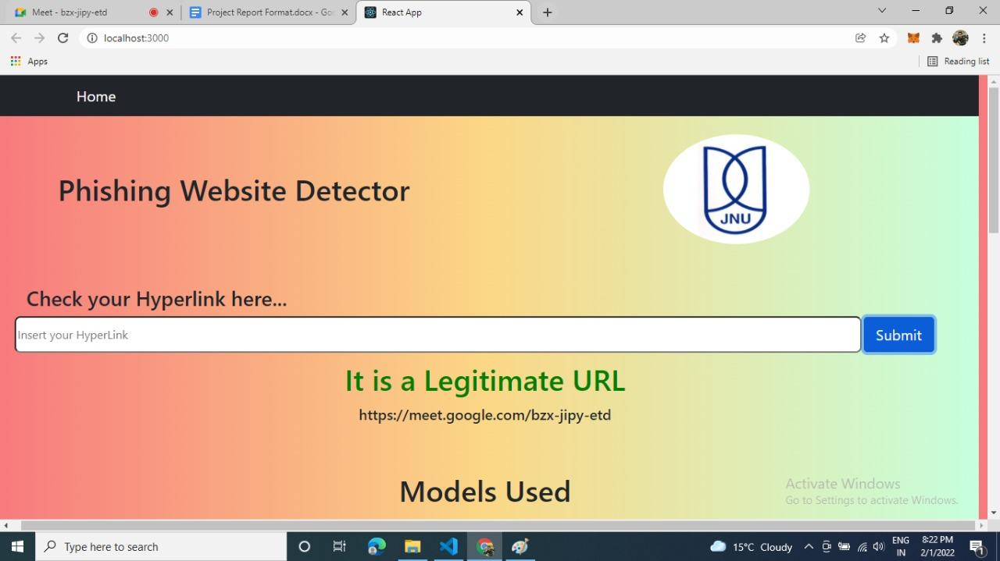 Meet - bzx-jipy-etd
Project Report Format.docx - Goo
React App
localhost:3000
Apps
Reading list
Home
Phishing Website Detector
JNU
Check your Hyperlink here...
Insert your HyperLink
Submit
It is a Legitimate URL
https://meet.google.com/bzx-jipy-etd
Models Used
Activate Windows
Go to Settings to activate Windows.
Type here to search
15°C Cloudy
ENG
IN
8:22 PM
2/1/2022
1